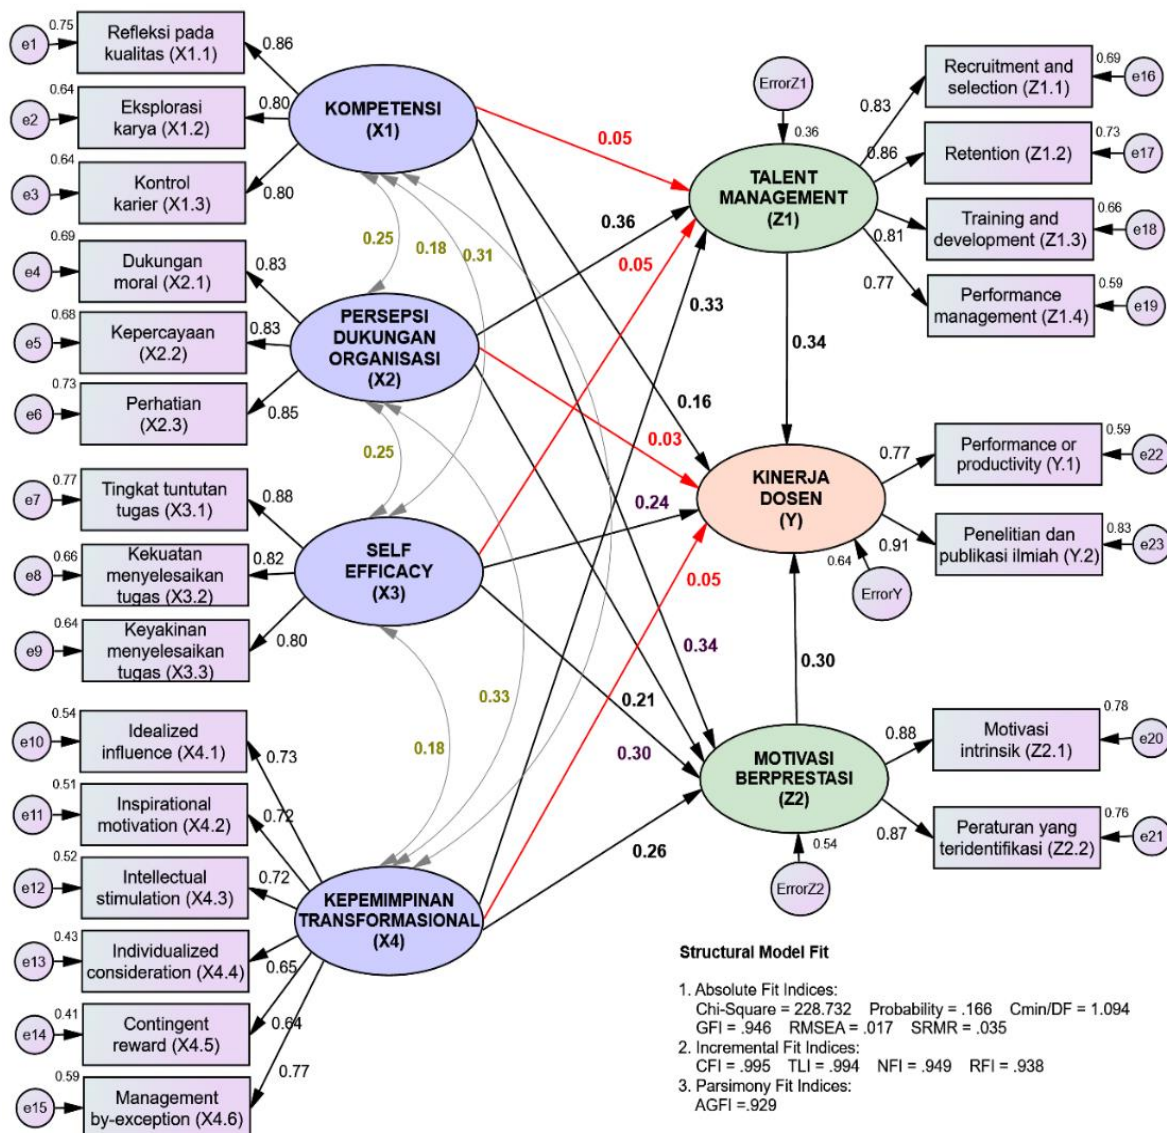 0.75
e1
Refleksi pada
kualitas (X1.1)
0.86
0.64
e2
Eksplorasi
karya (X1.2)
0.80
0.64
e3
Kontrol
karier (X1.3)
0.80
KOMPETENSI
(X1)
0.69
e4
Dukungan
moral (X2.1)
0.83
0.68
e5
Kepercayaan
(X2.2)
0.83
0.73
e6
Perhatian
(X2.3)
0.85
PERSEPSI
DUKUNGAN
ORGANISASI
(X2)
0.77
e7
Tingkat tuntutan
tugas (X3.1)
0.88
0.66
e8
Kekuatan
menyelesaikan
tugas (X3.2)
0.82
0.64
e9
Keyakinan
menyelesaikan
tugas (X3.3)
0.80
SELF
EFFICACY
(X3)
0.54
e10
Idealized
influence (X4.1)
0.73
0.51
e11
Inspirational
motivation (X4.2)
0.72
0.52
e12
Intellectual
stimulation (X4.3)
0.72
0.43
e13
Individualized
consideration (X4.4)
0.65
0.41
e14
Contingent
reward (X4.5)
0.64
0.59
e15
Management
by-exception (X4.6)
0.77
KEPEMIMPINAN
TRANSFORMASIONAL
(X4)
0.25
0.18
0.31
0.25
0.33
0.18
0.05
0.36
0.05
0.33
0.16
0.03
0.24
0.05
0.34
0.21
0.30
0.26
0.34
0.30
ErrorZ1
0.36
TALENT
MANAGEMENT
(Z1)
0.83
Recruitment and
selection (Z1.1)
0.69
e16
0.86
Retention (Z1.2)
0.73
e17
0.81
Training and
development (Z1.3)
0.66
e18
0.77
Performance
management (Z1.4)
0.59
e19
KINERJA
DOSEN
(Y)
0.77
Performance or
productivity (Y.1)
0.59
e22
0.91
Penelitian dan
publikasi ilmiah (Y.2)
0.83
e23
0.64
ErrorY
MOTIVASI
BERPRESTASI
(Z2)
0.88
Motivasi
intrinsik (Z2.1)
0.78
e20
0.87
Peraturan yang
teridentifikasi (Z2.2)
0.76
e21
0.54
ErrorZ2
Structural Model Fit
1. Absolute Fit Indices:
Chi-Square = 228.732 Probability = .166 Cmin/DF = 1.094
GFI = .946 RMSEA = .017 SRMR = .035
2. Incremental Fit Indices:
CFI = .995 TLI = .994 NFI = .949 RFI = .938
3. Parsimony Fit Indices:
AGFI =.929